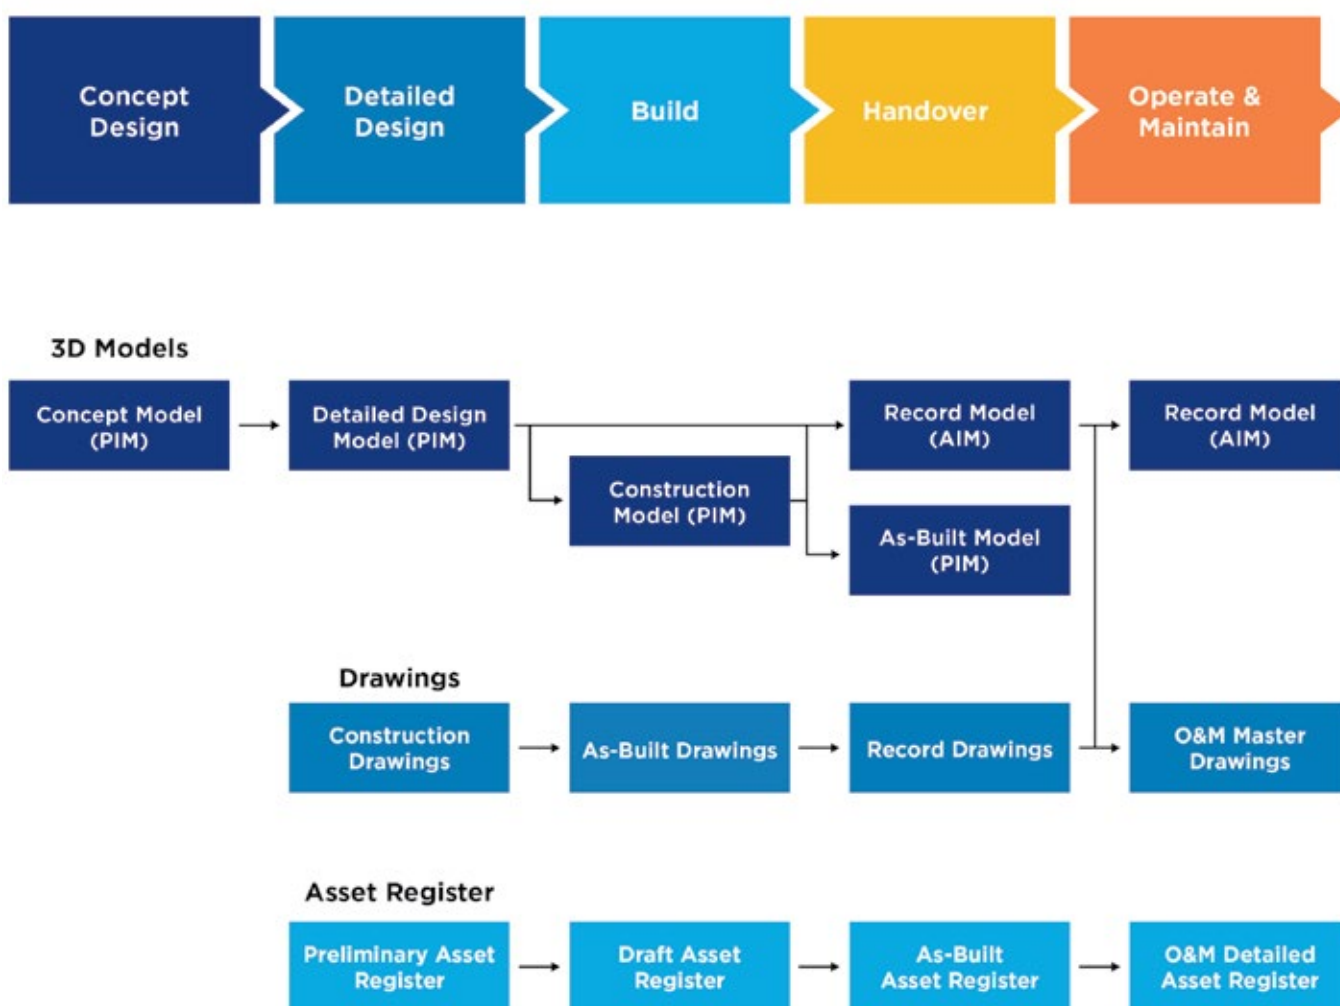 Concept
Design
Detailed
Design
Build
Handover
Operate &
Maintain
3D Models
Concept Model
(PIM)
Detailed Design
Model (PIM)
Construction
Model (PIM)
Record Model
(AIM)
As-Built Model
(PIM)
Record Model
(AIM)
Drawings
Construction
Drawings
As-Built Drawings
Record Drawings
O&M Master
Drawings
Asset Register
Preliminary Asset
Register
Draft Asset
Register
As-Built
Asset Register
O&M Detailed
Asset Register